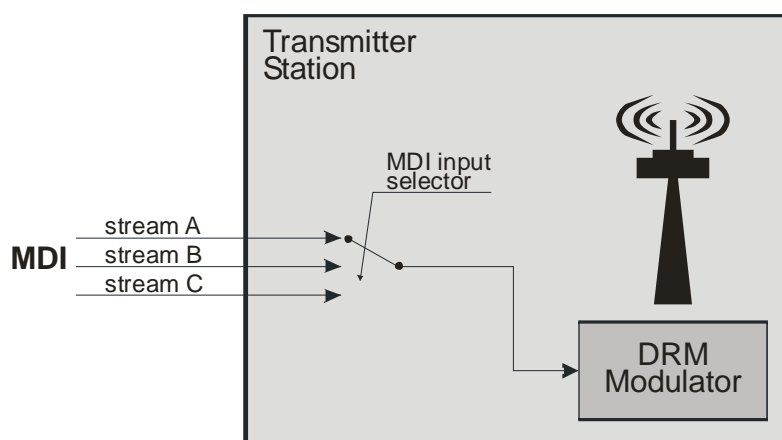 Transmitter
Station
MDI input
selector
stream A
MDI
stream B
stream C
DRM
Modulator